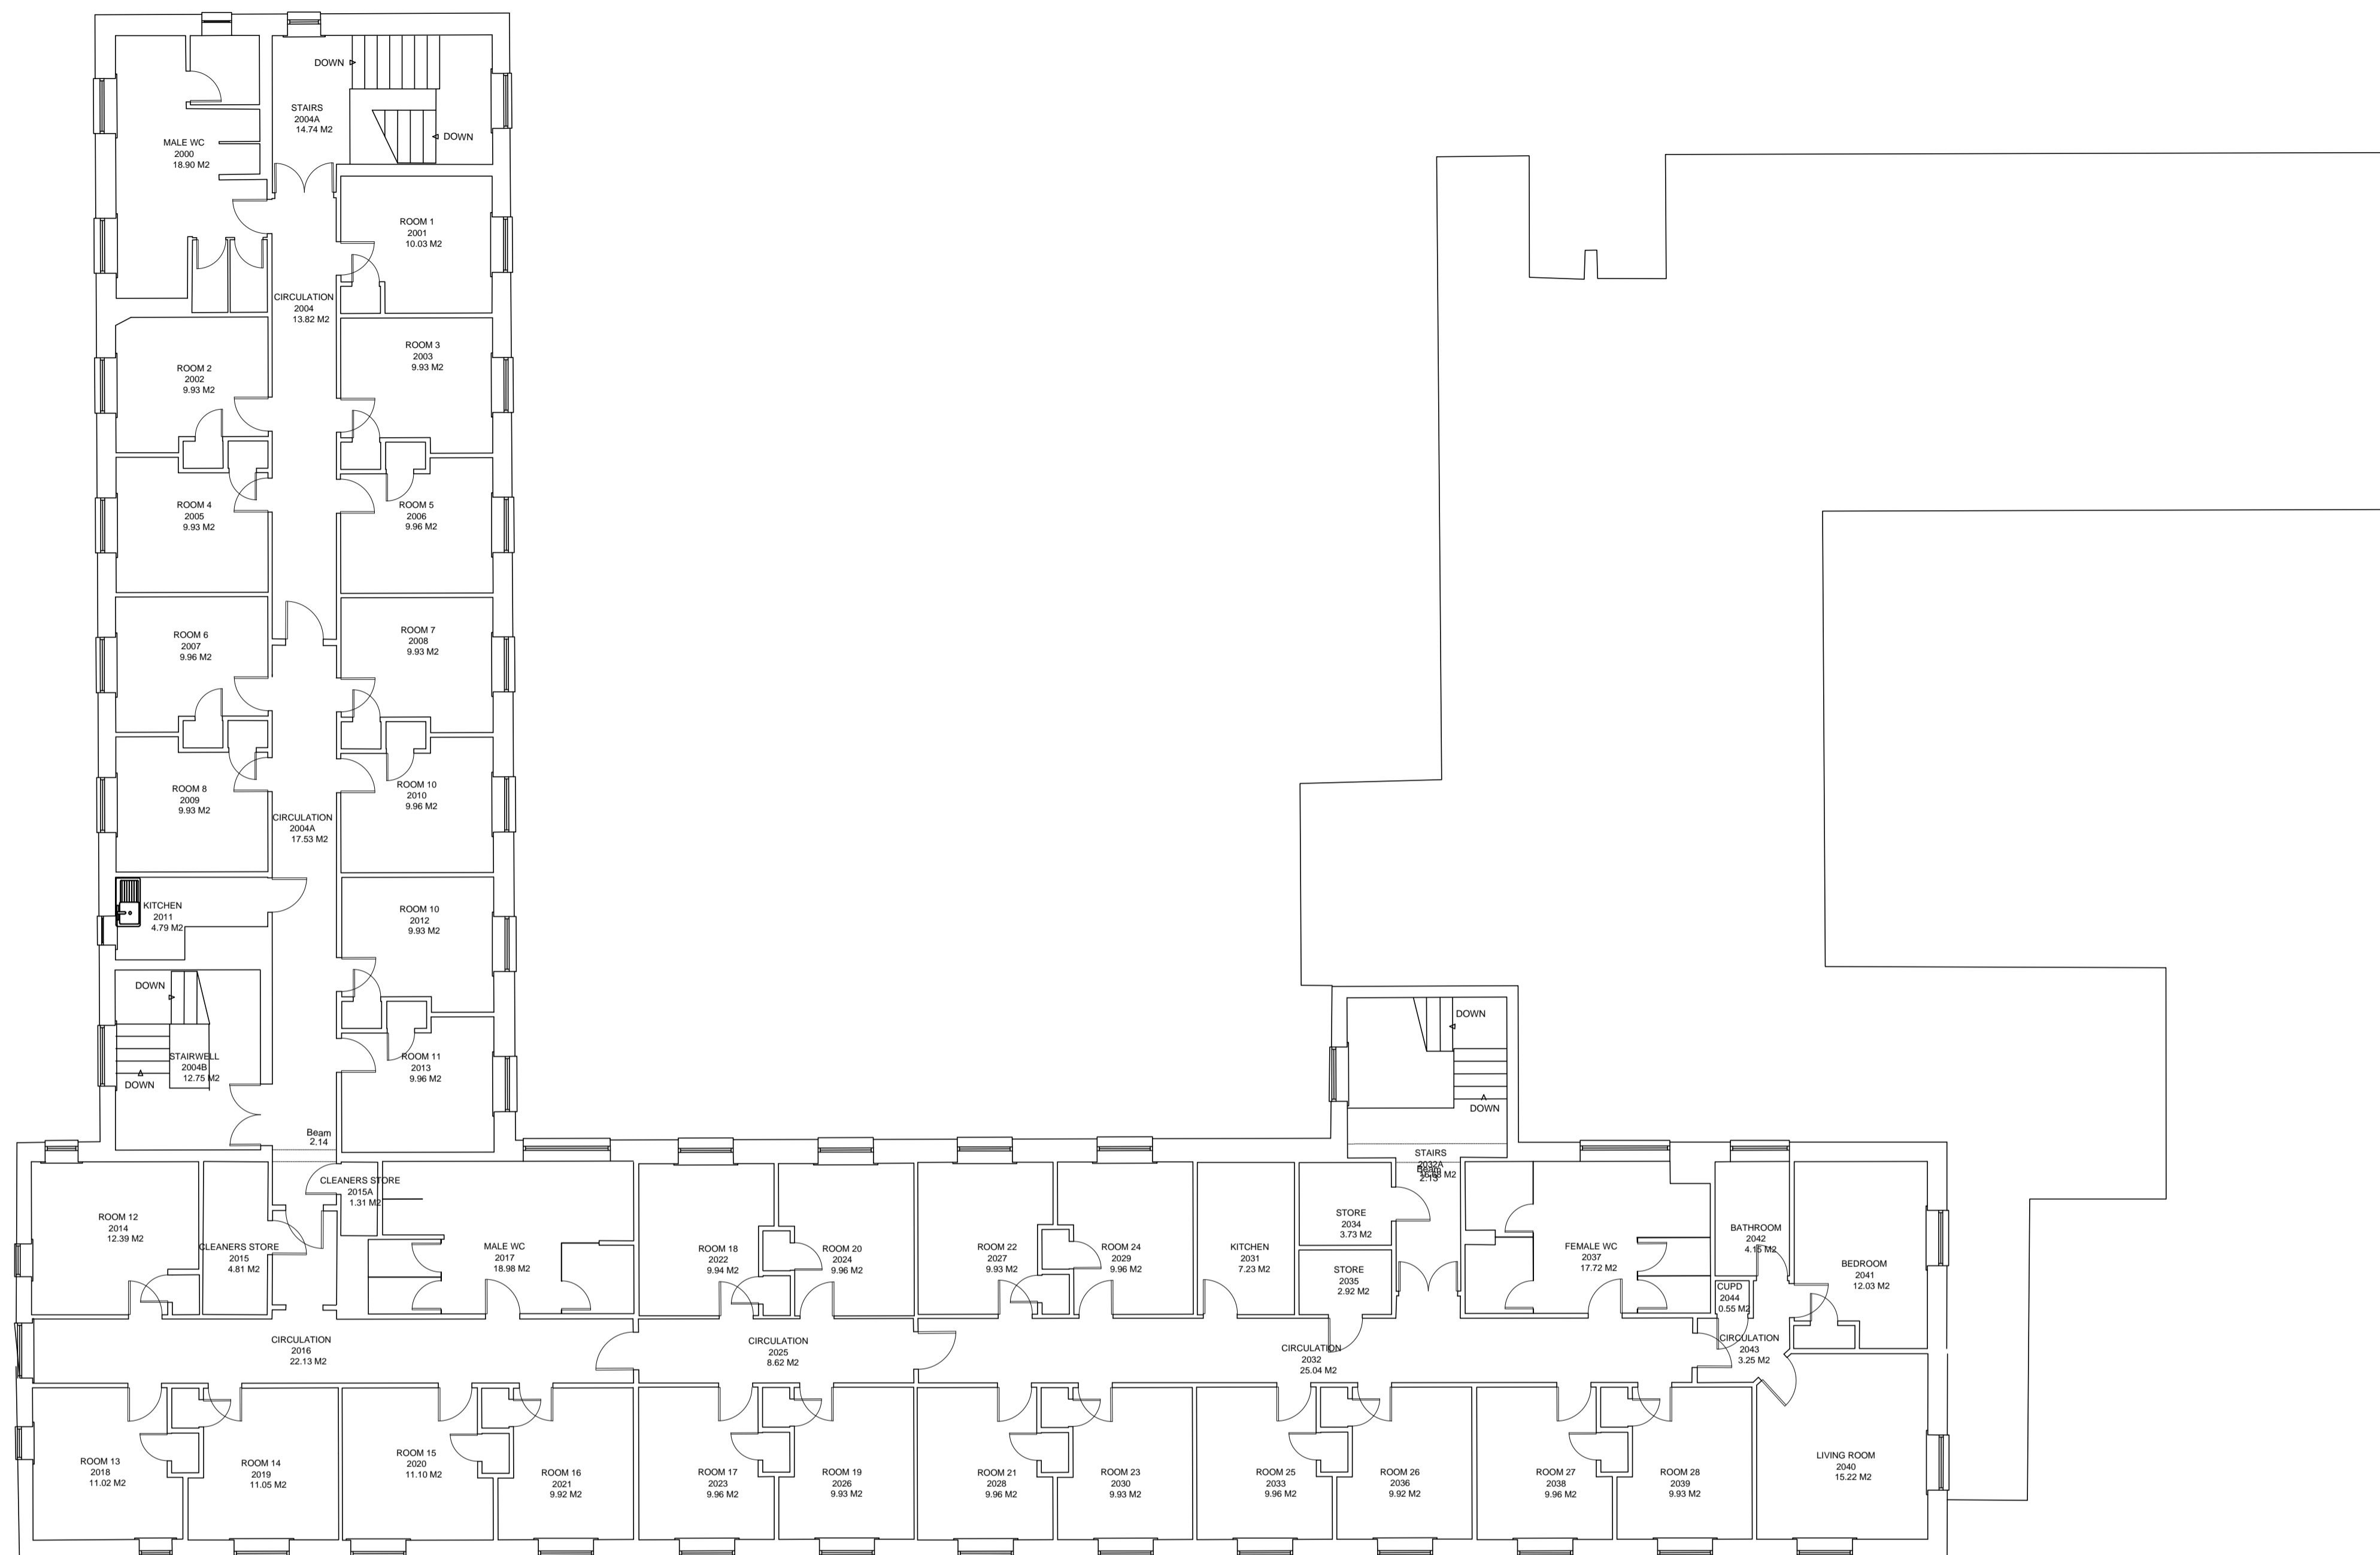 DOWN
STAIRS
2004A
14.74 M2
DOWN
MALE WC
2000
18.90 M2
ROOM 1
2001
10.03 M2
CIRCULATION
2004
13.82 M2
ROOM 3
2003
9.93 M2
ROOM 2
2002
9.93 M2
ROOM 4
2005
9.93 M2
ROOM 5
2006
9.96 M2
ROOM 6
2007
9.96 M2
ROOM 7
2008
9.93 M2
ROOM 8
2009
9.93 M2
ROOM 10
2010
9.96 M2
CIRCULATION
2004A
17.53 M2
KITCHEN
2011
4.79 M2
ROOM 10
2012
9.93 M2
DOWN
STAIRWELL
2004B
12.75 M2
DOWN
ROOM 11
2013
9.96 M2
Beam
2.14
DOWN
DOWN
STAIRS
2032A
Beam
2.13
ROOM 12
2014
12.39 M2
CLEANERS STORE
2015
4.81 M2
CLEANERS STORE
2015A
1.31 M2
MALE WC
2017
18.98 M2
ROOM 18
2022
9.94 M2
ROOM 20
2024
9.96 M2
ROOM 22
2027
9.93 M2
ROOM 24
2029
9.96 M2
KITCHEN
2031
7.23 M2
STORE
2034
3.73 M2
STORE
2035
2.92 M2
FEMALE WC
2037
17.72 M2
BATHROOM
2042
4.15 M2
BEDROOM
2041
12.03 M2
CUPD
2044
0.55 M2
CIRCULATION
2016
22.13 M2
CIRCULATION
2025
8.62 M2
CIRCULATION
2032
25.04 M2
CIRCULATION
2043
3.25 M2
ROOM 13
2018
11.02 M2
ROOM 14
2019
11.05 M2
ROOM 15
2020
11.10 M2
ROOM 16
2021
9.92 M2
ROOM 17
2023
9.96 M2
ROOM 19
2026
9.93 M2
ROOM 21
2028
9.96 M2
ROOM 23
2030
9.93 M2
ROOM 25
2033
9.96 M2
ROOM 26
2036
9.92 M2
ROOM 27
2038
9.96 M2
ROOM 28
2039
9.93 M2
LIVING ROOM
2040
15.22 M2